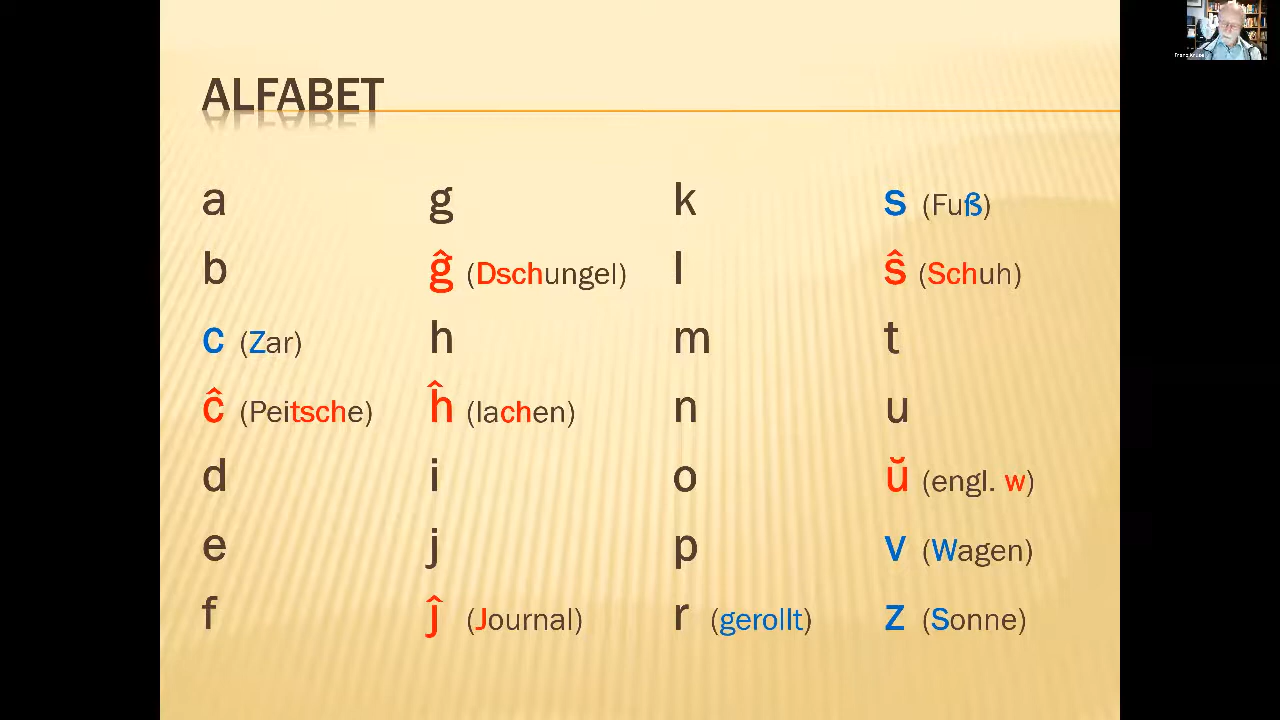 ALFABET
a
b
c (Zar)
ĉ (Peitsche)
d
e
f
g
ĝ (Dschungel)
h
ĥ (lachen)
i
j
ĵ (Journal)
k
l
m
n
o
p
r (gerollt)
s (Fuß)
ŝ (Schuh)
t
u
ŭ (engl. w)
v (Wagen)
z (Sonne)